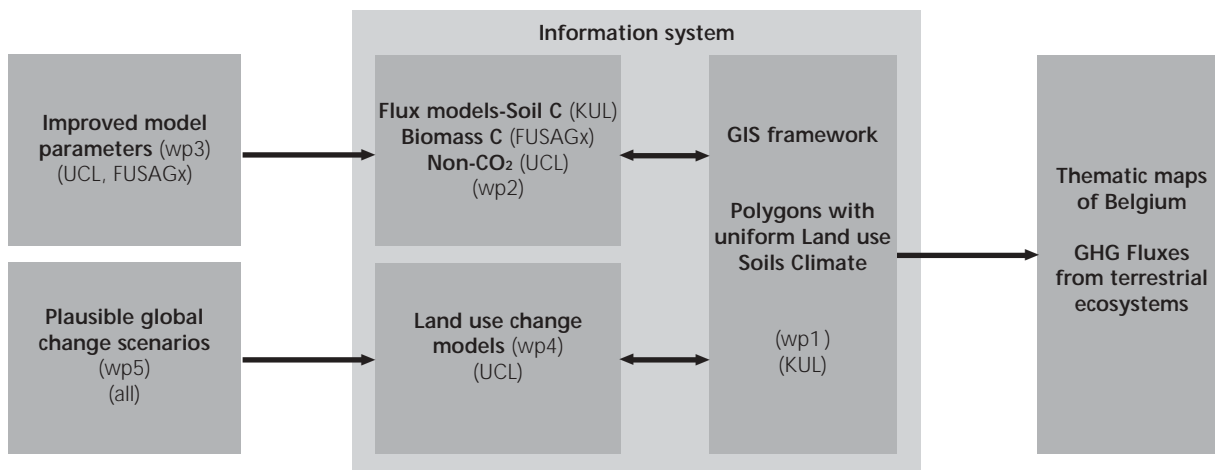 Information system
Improved model
parameters (wp3)
(UCL, FUSAGx)
Flux models-Soil C (KUL)
Biomass C (FUSAGx)
Non-CO₂ (UCL)
(wp2)
GIS framework
Polygons with
uniform Land use
Soils Climate
(wp1)
(KUL)
Thematic maps
of Belgium
GHG Fluxes
from terrestrial
ecosystems
Plausible global
change scenarios
(wp5)
(all)
Land use change
models (wp4)
(UCL)